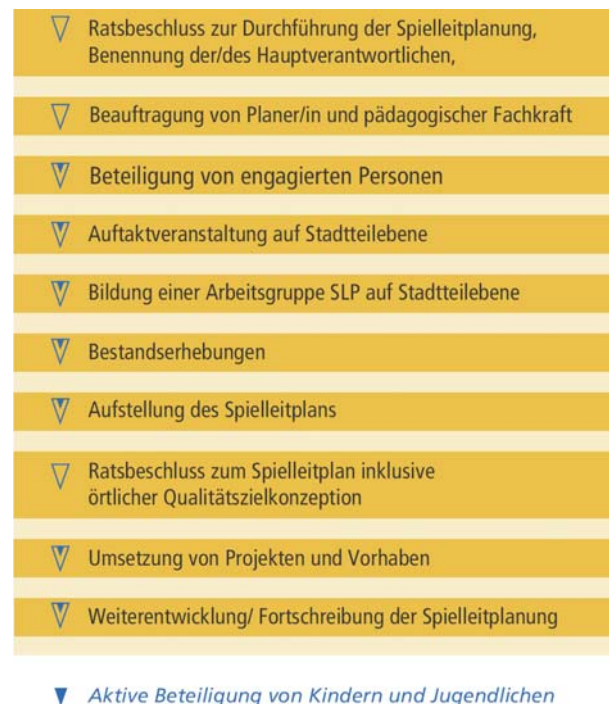 Ratsbeschluss zur Durchführung der Spielleitplanung,
Benennung der/des Hauptverantwortlichen,
Beauftragung von Planer/in und pädagogischer Fachkraft
Beteiligung von engagierten Personen
Auftaktveranstaltung auf Stadtteilebene
Bildung einer Arbeitsgruppe SLP auf Stadtteilebene
Bestandserhebungen
Aufstellung des Spielleitplans
Ratsbeschluss zum Spielleitplan inklusive
örtlicher Qualitätszielkonzeption
Umsetzung von Projekten und Vorhaben
Weiterentwicklung/ Fortschreibung der Spielleitplanung
Aktive Beteiligung von Kindern und Jugendlichen